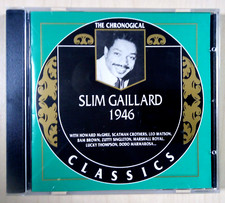 THE CHRONOGICAL
SLIM GAILLARD
1946
WITH HOWARD McGHEE, SCATMAN CROTHERS, LEO WATSON,
BAM BROWN, ZUTTY SINGLETON, MARSHALL ROYAL,
LUCKY THOMPSON, DODO MARMAROSA...
CLASSICS